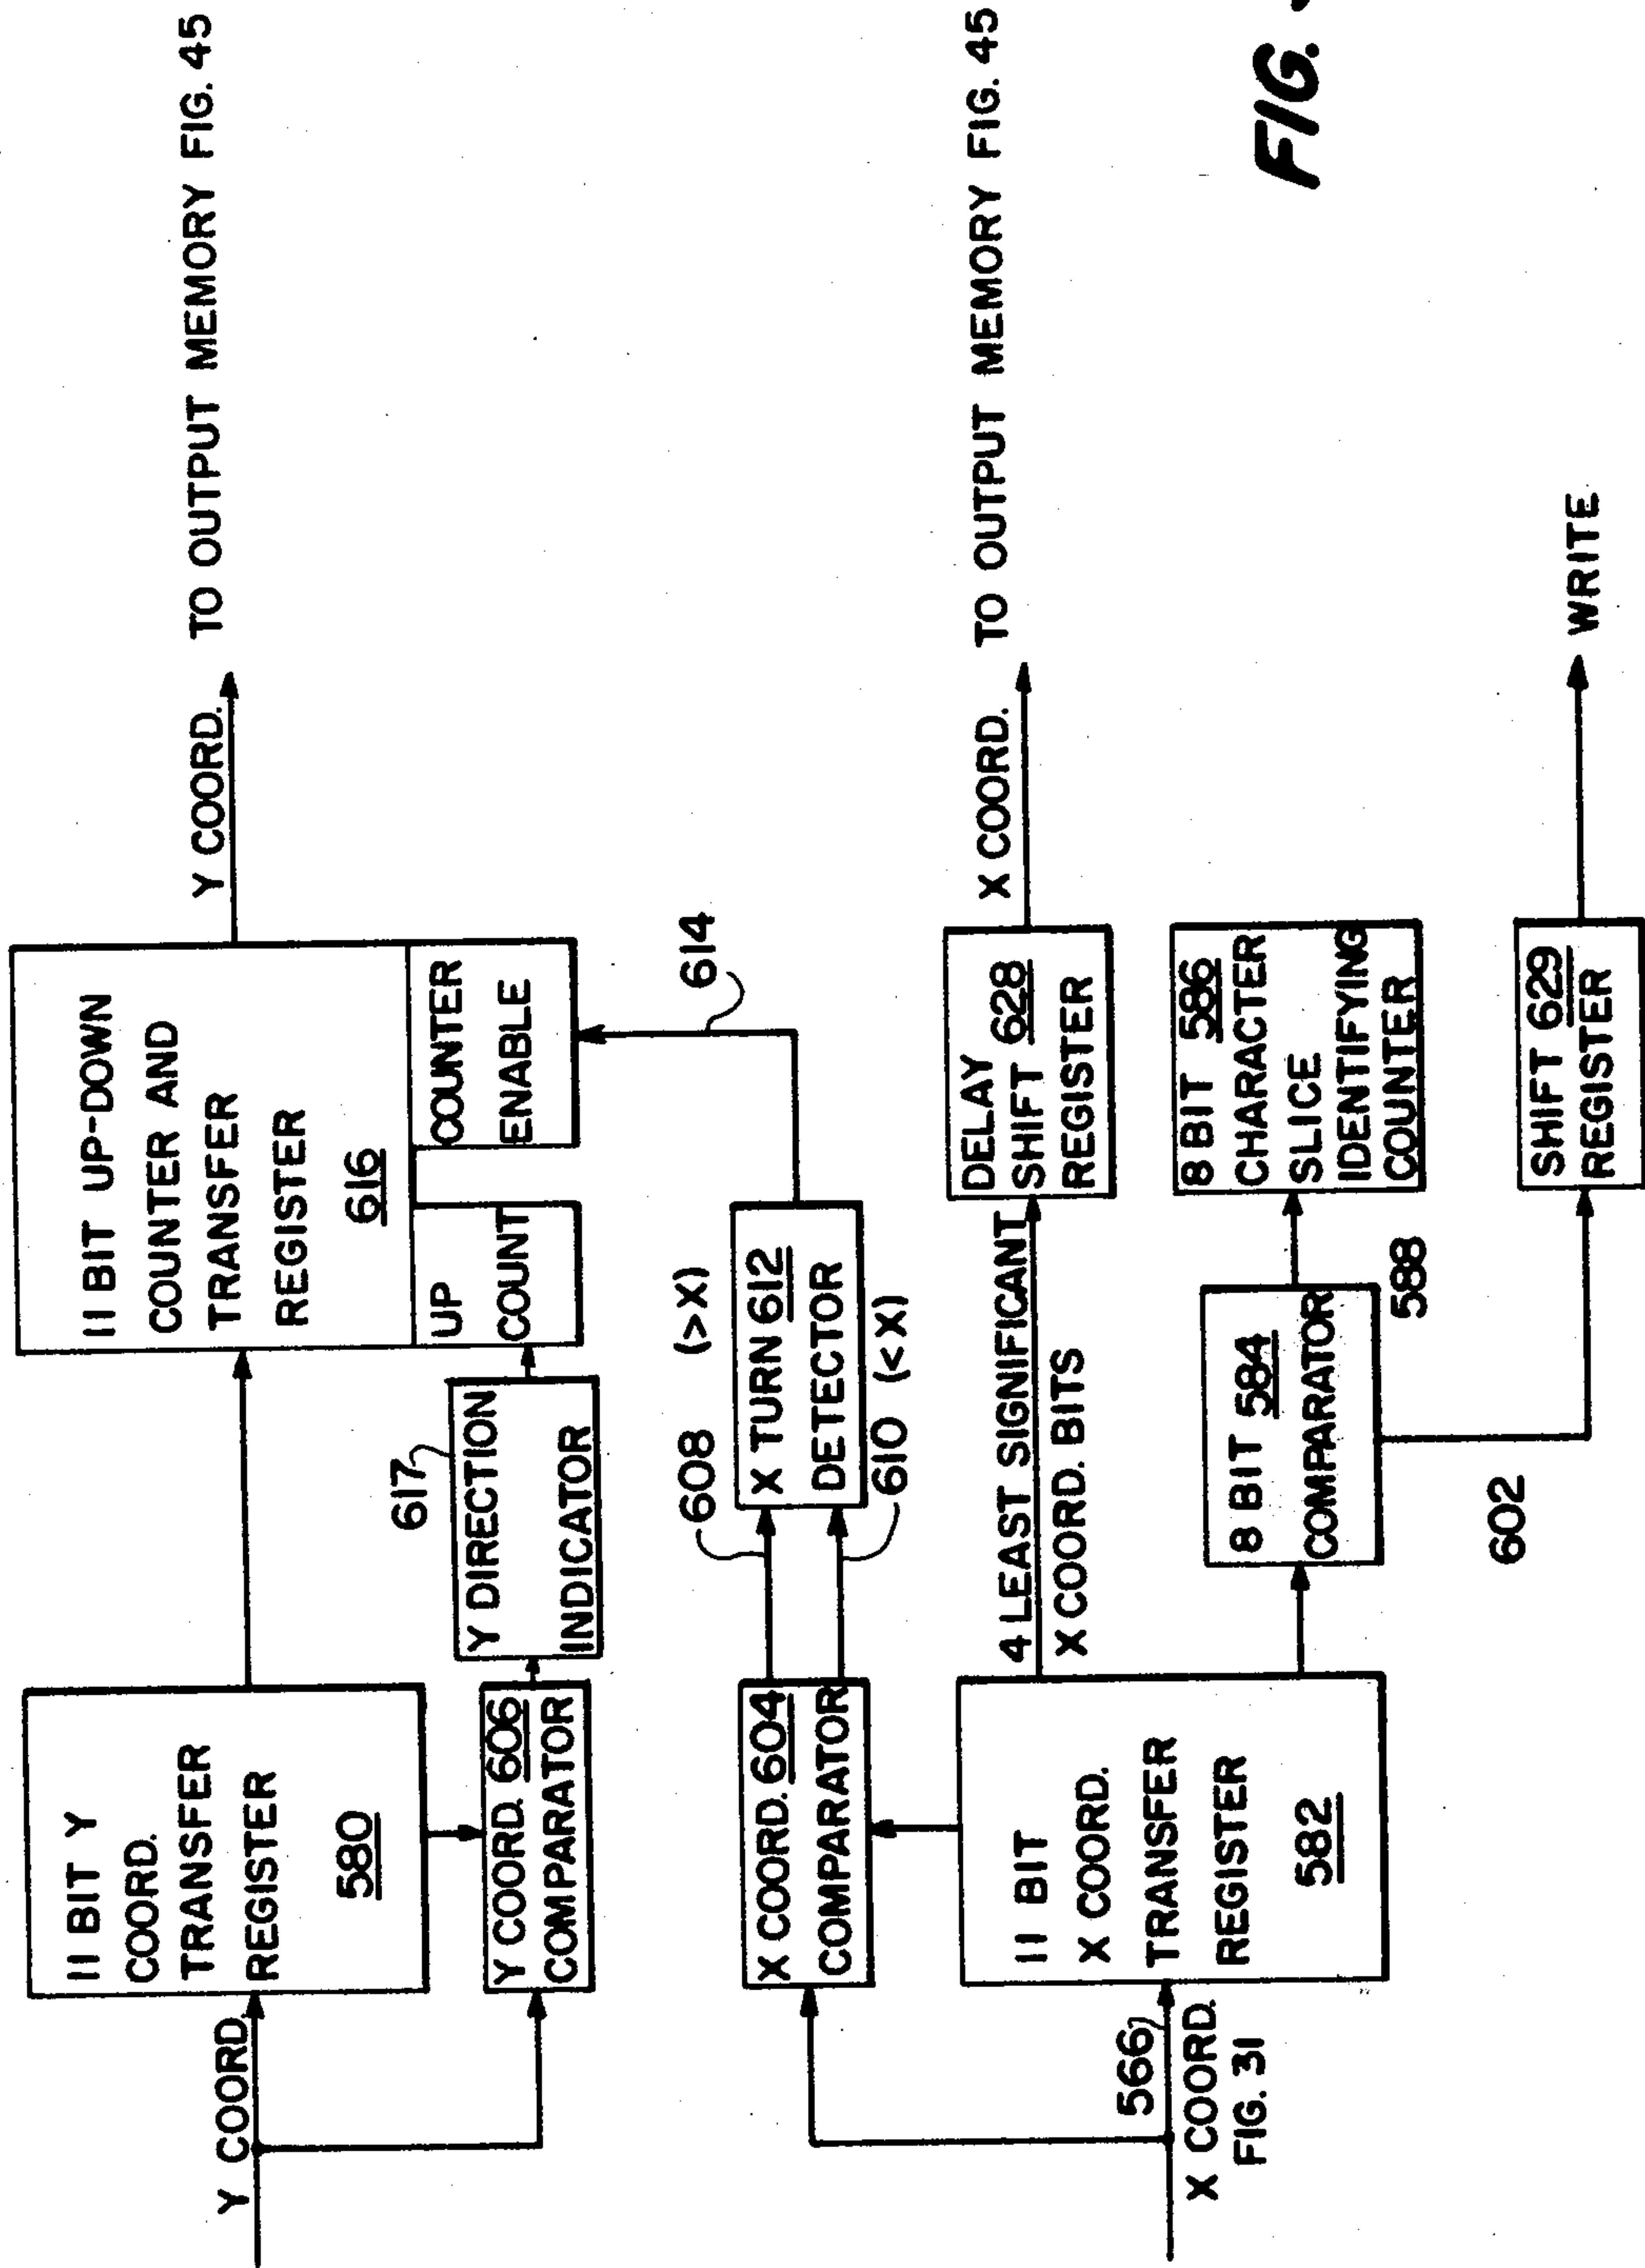 Y COORD.
11 BIT Y
COORD.
TRANSFER
REGISTER
580
11 BIT UP-DOWN
COUNTER AND
TRANSFER
REGISTER
616
UP
COUNT
COUNTER
ENABLE
Y COORD.
TO OUTPUT MEMORY FIG. 45
Y COORD. 606
COMPARATOR
617
Y DIRECTION
INDICATOR
614
X COORD. 604
COMPARATOR
608 (>X)
X TURN 612
DETECTOR
610 (<X)
566
X COORD.
FIG. 31
11 BIT
X COORD.
TRANSFER
REGISTER
582
4 LEAST SIGNIFICANT
X COORD. BITS
DELAY
SHIFT 628
REGISTER
X COORD.
TO OUTPUT MEMORY FIG. 45
8 BIT 584
COMPARATOR
588
8 BIT 586
CHARACTER
SLICE
IDENTIFYING
COUNTER
602
SHIFT 629
REGISTER
WRITE
FIG.